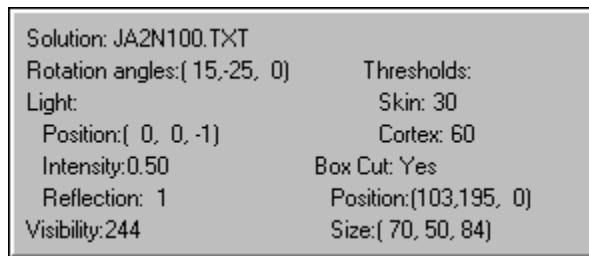 Solution: JA2N100.TXT
Rotation angles:( 15,-25, 0) Thresholds:
Light: Skin: 30
Position:( 0, 0, -1) Cortex: 60
Intensity:0.50 Box Cut: Yes
Reflection: 1 Position:(103,195, 0)
Visibility:244 Size:( 70, 50, 84)